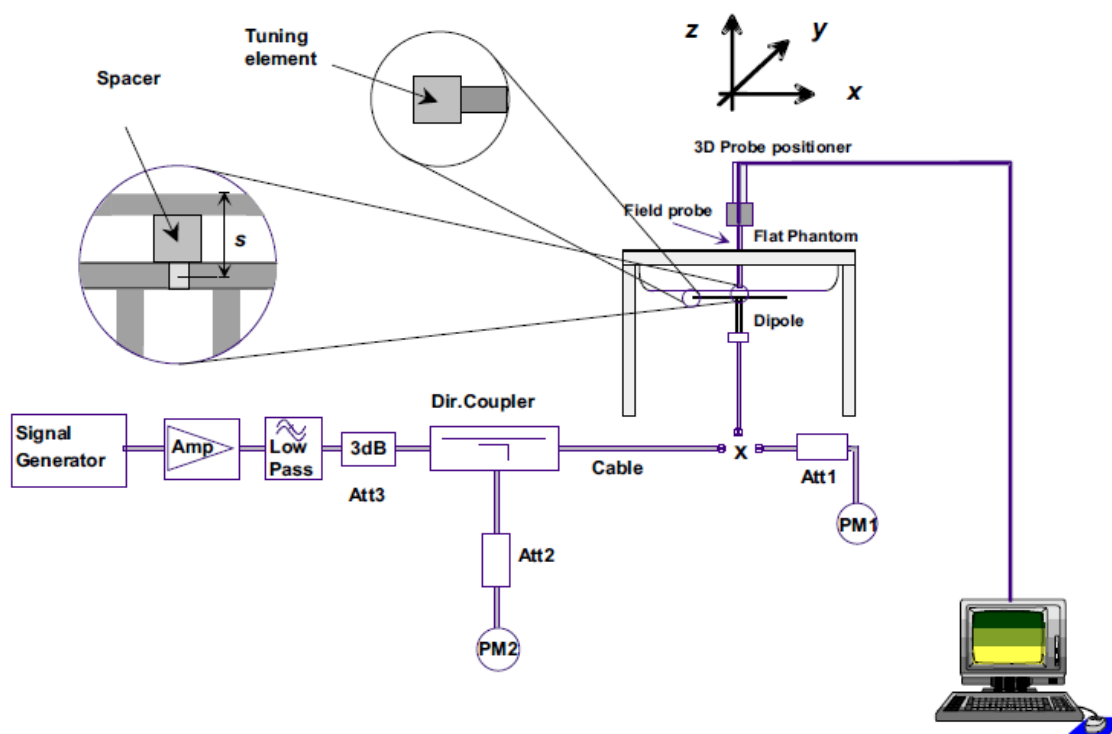 Tuning
element
Spacer
s
z
y
x
3D Probe positioner
Field probe
Flat Phantom
Dipole
Dir.Coupler
Signal
Generator
Amp
Low
Pass
3dB
Att3
Cable
X
Att1
PM1
Att2
PM2